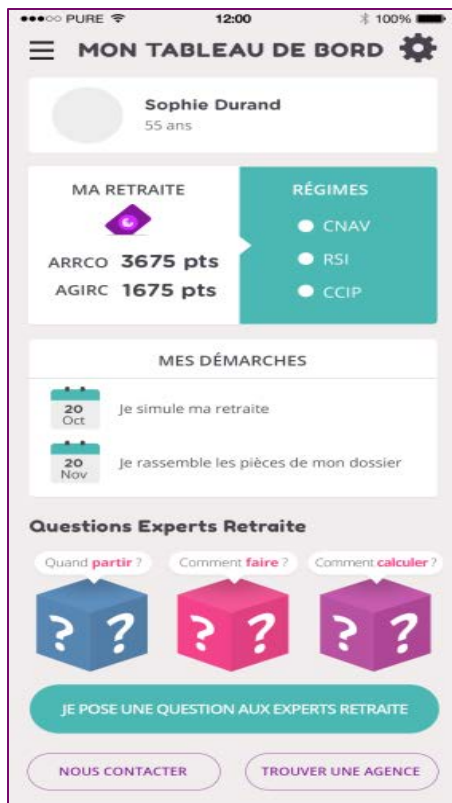 PURE 12:00 100%
MON TABLEAU DE BORD
Sophie Durand
55 ans
MA RETRAITE
ARRCO 3675 pts
AGIRC 1675 pts
RÉGIMES
CNAV
RSI
CCIP
MES DÉMARCHES
20 Oct
Je simule ma retraite
20 Nov
Je rassemble les pièces de mon dossier
Questions Experts Retraite
Quand partir ?
Comment faire ?
Comment calculer ?
? ?
? ?
? ?
JE POSE UNE QUESTION AUX EXPERTS RETRAITE
NOUS CONTACTER
TROUVER UNE AGENCE